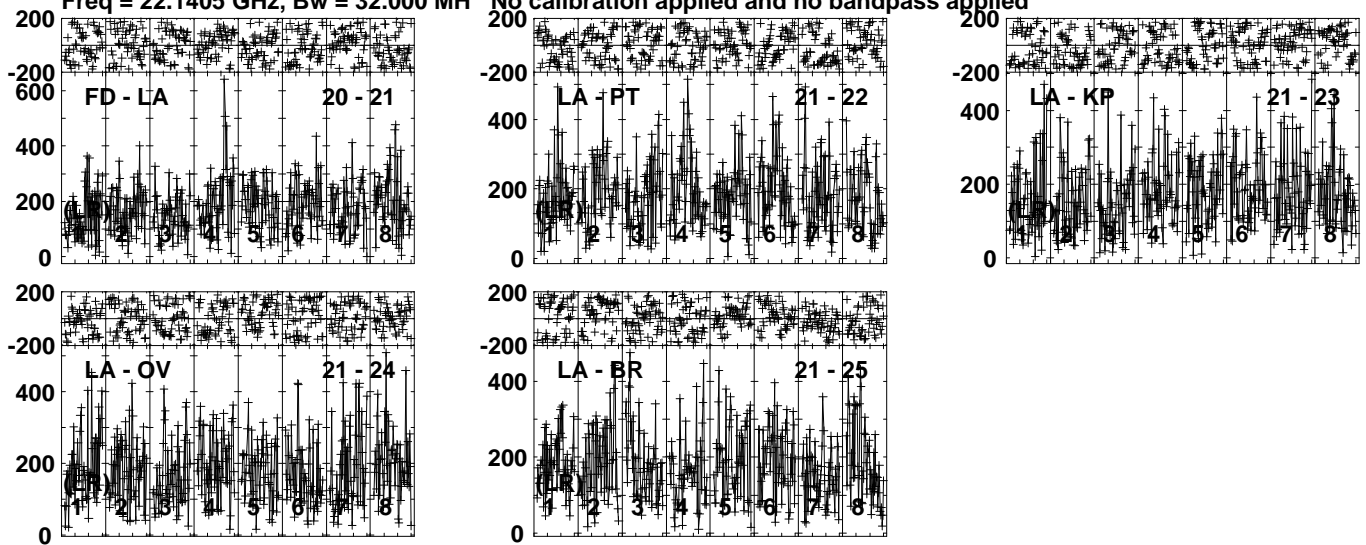 Freq = 22.1405 GHz, Bw = 32.000 MH No calibration applied and no bandpass applied
200
-200
600
400
200
0
FD - LA 20 - 21
(LR)
1 2 3 4 5 6 7 8
200
-200
400
200
0
LA - PT 21 - 22
(LR)
1 2 3 4 5 6 7 8
200
-200
400
200
0
LA - KP 21 - 23
(LR)
1 2 3 4 5 6 7 8
200
-200
400
200
0
LA - OV 21 - 24
(LR)
1 2 3 4 5 6 7 8
200
-200
400
200
0
LA - BR 21 - 25
(LR)
1 2 3 4 5 6 7 8